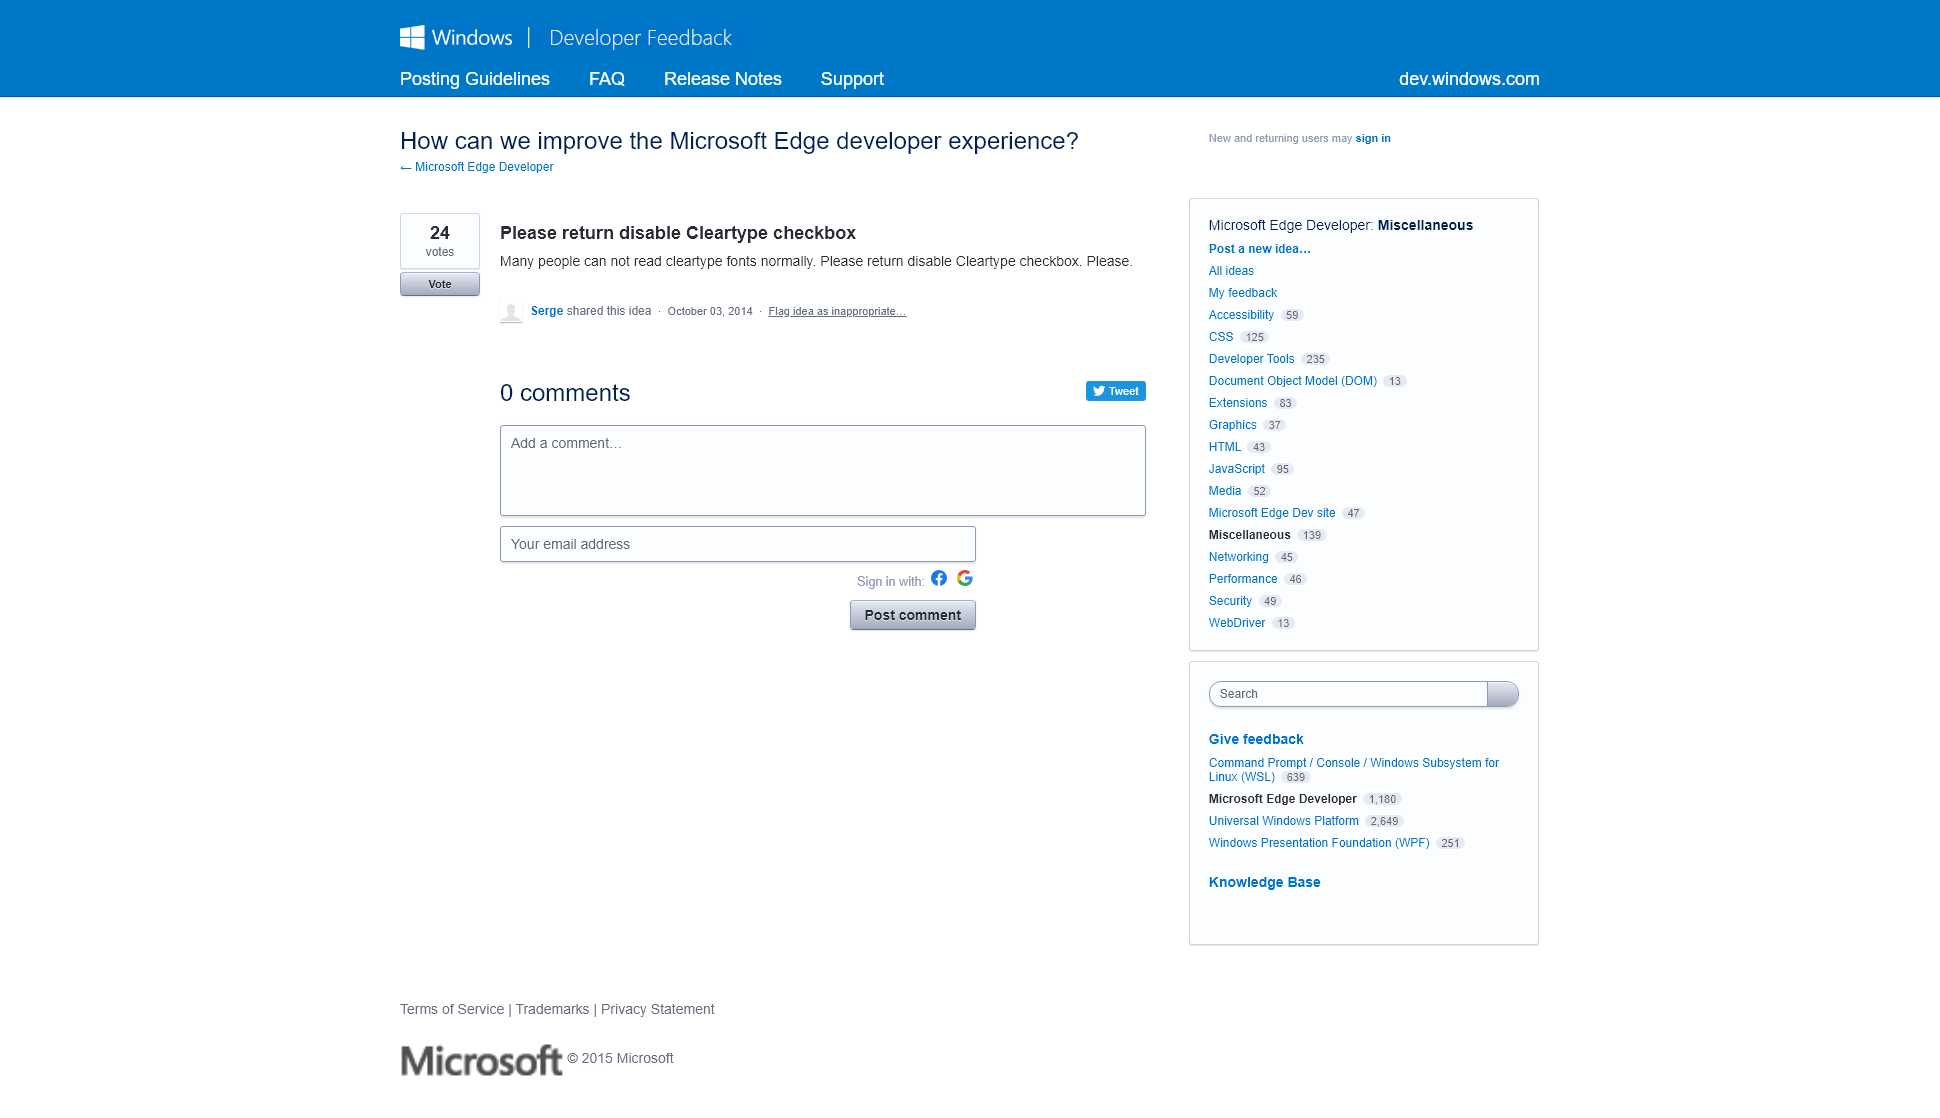 Windows | Developer Feedback
Posting Guidelines FAQ Release Notes Support dev.windows.com
How can we improve the Microsoft Edge developer experience?
← Microsoft Edge Developer
New and returning users may sign in
24
votes
Vote
Please return disable Cleartype checkbox
Many people can not read cleartype fonts normally. Please return disable Cleartype checkbox. Please.
Serge shared this idea · October 03, 2014 · Flag idea as inappropriate…
0 comments
Tweet
Add a comment…
Your email address
Sign in with:
Post comment
Microsoft Edge Developer: Miscellaneous
Post a new idea…
All ideas
My feedback
Accessibility 59
CSS 125
Developer Tools 235
Document Object Model (DOM) 13
Extensions 83
Graphics 37
HTML 43
JavaScript 95
Media 52
Microsoft Edge Dev site 47
Miscellaneous 139
Networking 45
Performance 46
Security 49
WebDriver 13
Search
Give feedback
Command Prompt / Console / Windows Subsystem for
Linux (WSL) 639
Microsoft Edge Developer 1,180
Universal Windows Platform 2,649
Windows Presentation Foundation (WPF) 251
Knowledge Base
Terms of Service | Trademarks | Privacy Statement
Microsoft © 2015 Microsoft